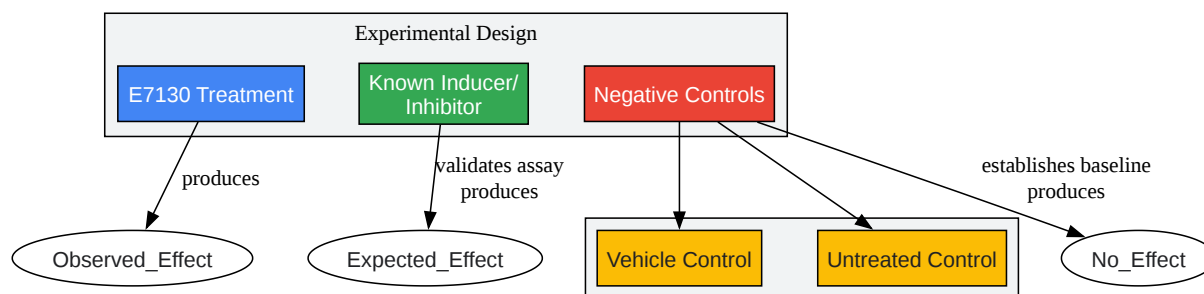 Experimental Design
E7130 Treatment
Known Inducer/
Inhibitor
Negative Controls
produces
validates assay
produces
establishes baseline
produces
Observed_Effect
Expected_Effect
Vehicle Control
Untreated Control
No_Effect